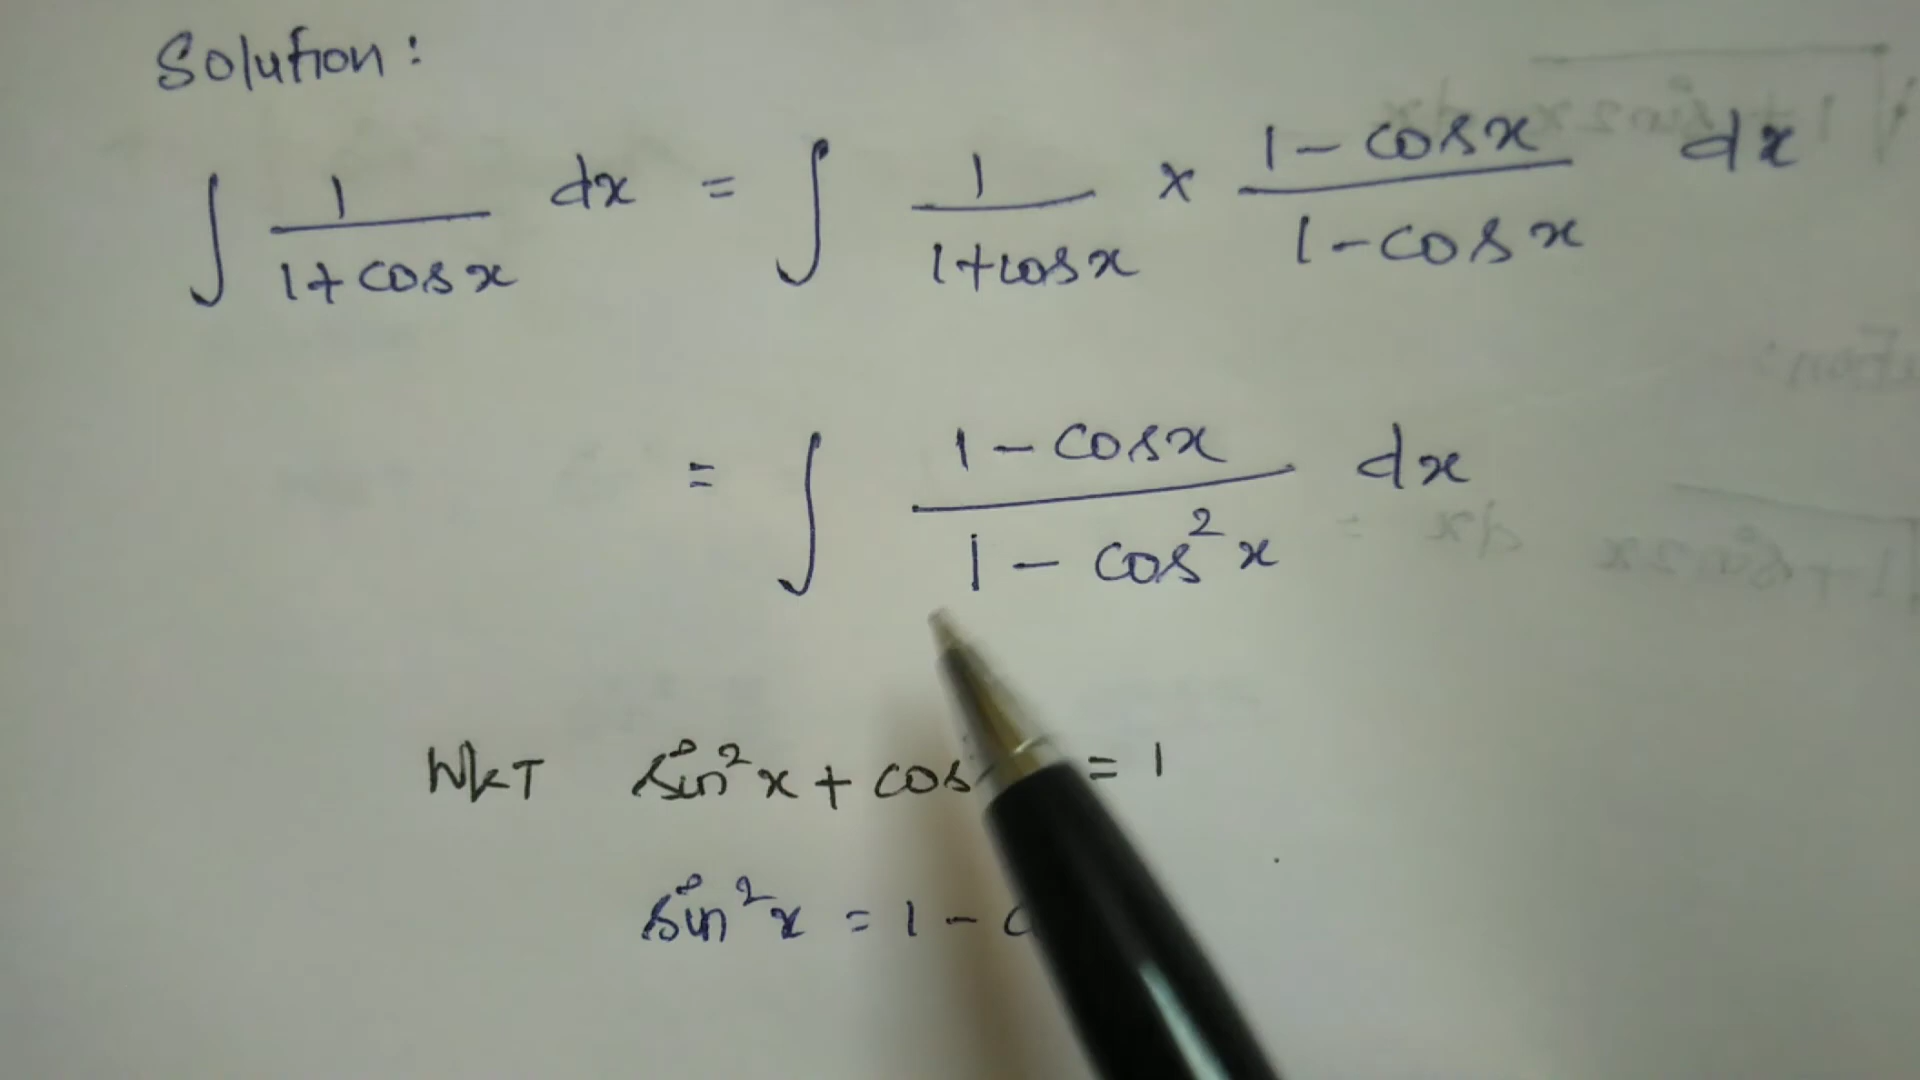 Solution :
∫ 1/(1+cosx) dx = ∫ 1/(1+cosx) × (1-cosx)/(1-cosx) dx
= ∫ (1-cosx)/(1-cos²x) dx
WKT sin²x + cos = 1
sin²x = 1 -